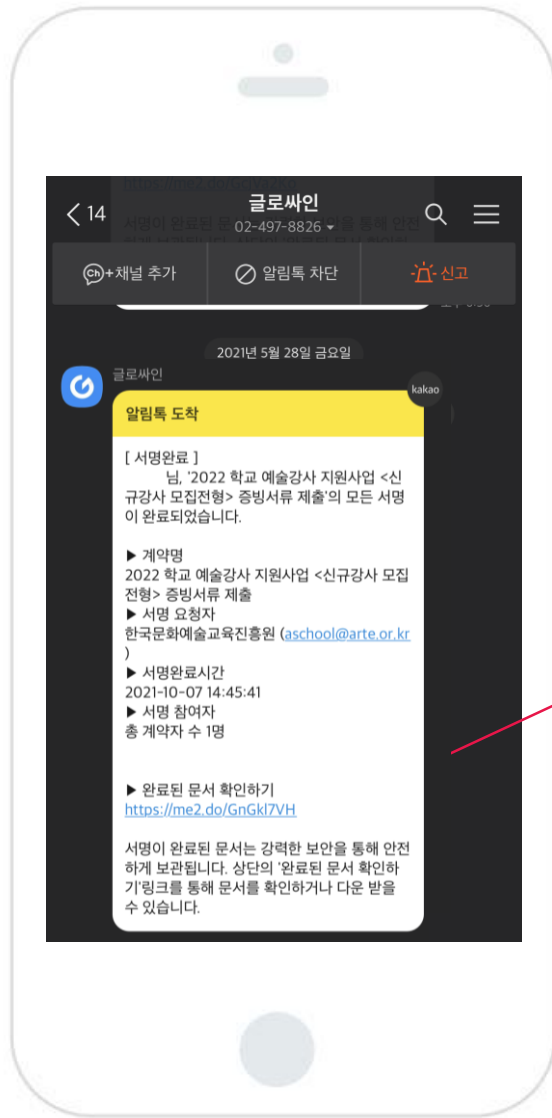 14
글로싸인
02-497-8826
채널 추가
알림톡 차단
신고
2021년 5월 28일 금요일
글로싸인
kakao
알림톡 도착
[ 서명완료 ]
님, '2022 학교 예술강사 지원사업 <신
규강사 모집전형> 증빙서류 제출'의 모든 서명
이 완료되었습니다.
▶ 계약명
2022 학교 예술강사 지원사업 <신규강사 모집
전형> 증빙서류 제출
▶ 서명 요청자
한국문화예술교육진흥원 (aschool@arte.or.kr
)
▶ 서명완료시간
2021-10-07 14:45:41
▶ 서명 참여자
총 계약자 수 1명
▶ 완료된 문서 확인하기
https://me2.do/GnGkl7VH
서명이 완료된 문서는 강력한 보안을 통해 안전
하게 보관됩니다. 상단의 '완료된 문서 확인하
기'링크를 통해 문서를 확인하거나 다운 받을
수 있습니다.